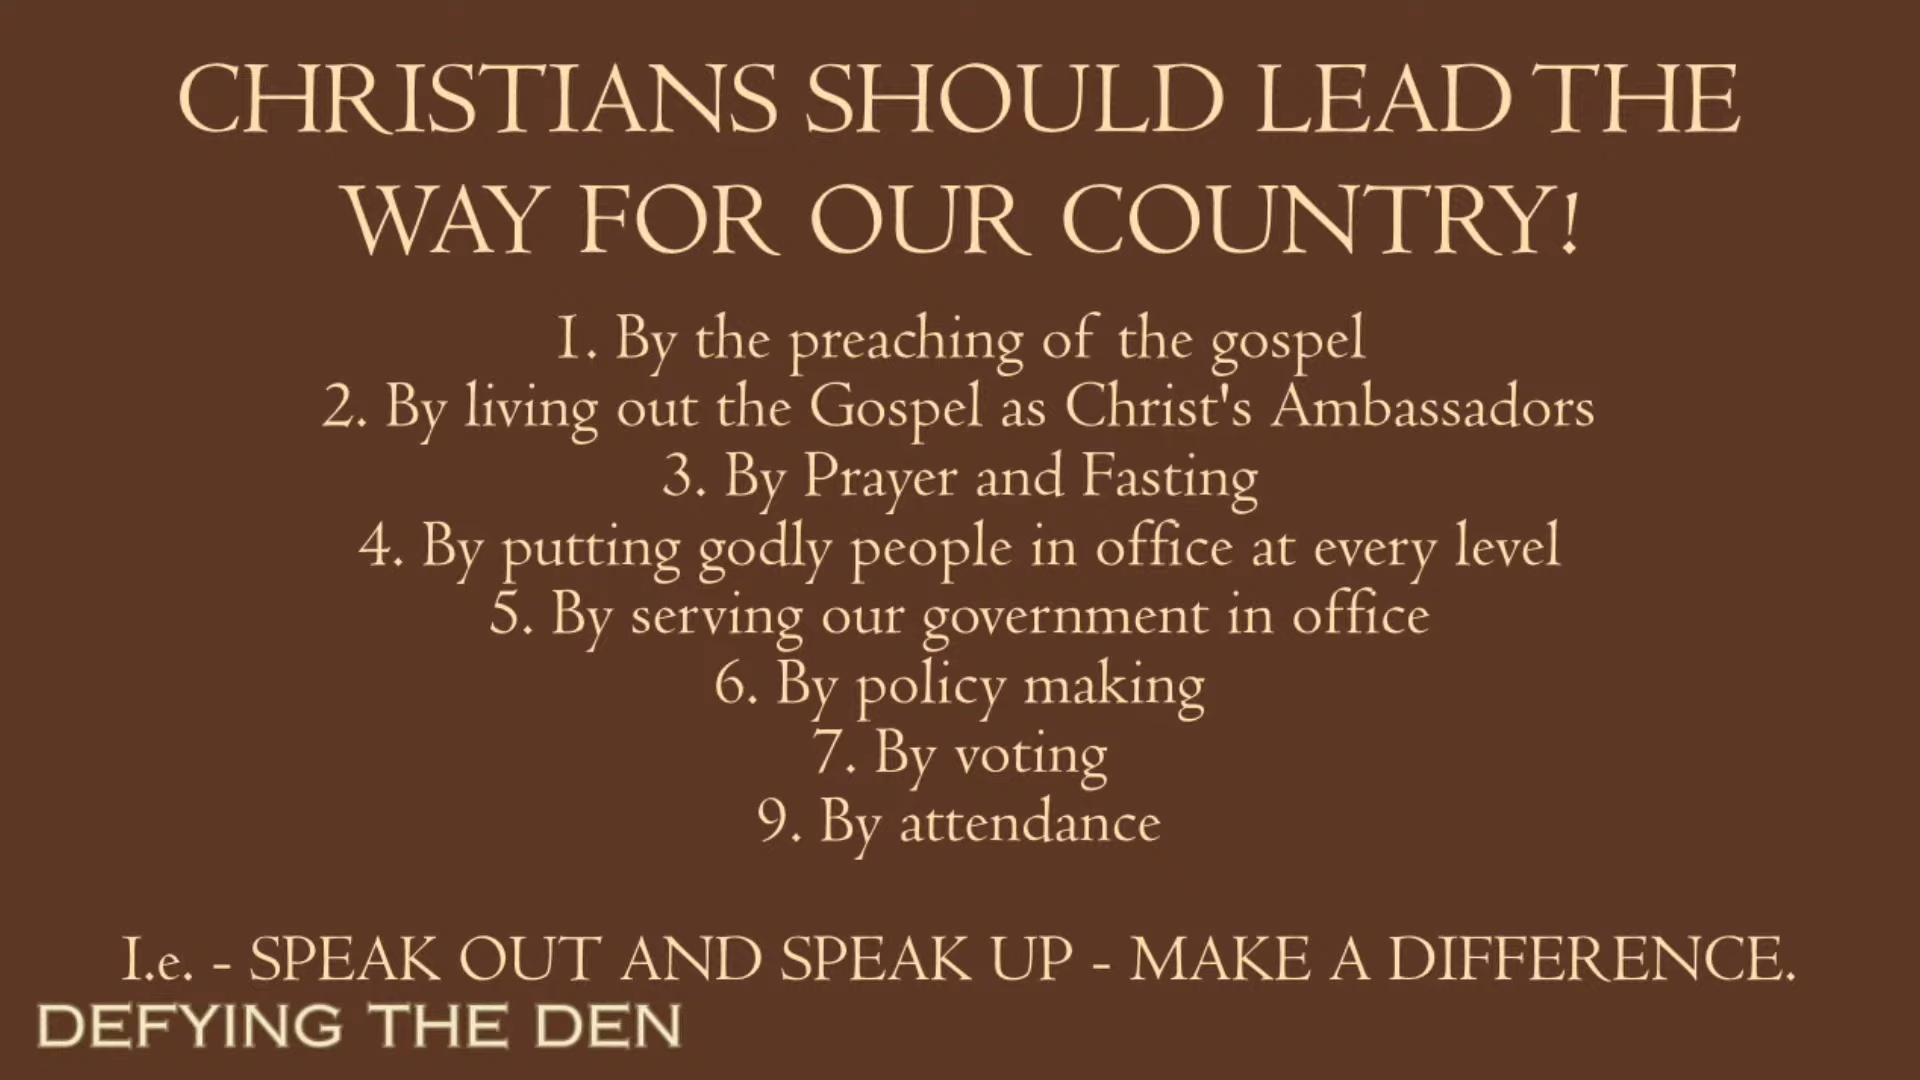 CHRISTIANS SHOULD LEAD THE
WAY FOR OUR COUNTRY!
1. By the preaching of the gospel
2. By living out the Gospel as Christ's Ambassadors
3. By Prayer and Fasting
4. By putting godly people in office at every level
5. By serving our government in office
6. By policy making
7. By voting
9. By attendance
I.e. - SPEAK OUT AND SPEAK UP - MAKE A DIFFERENCE.
DEFYING THE DEN